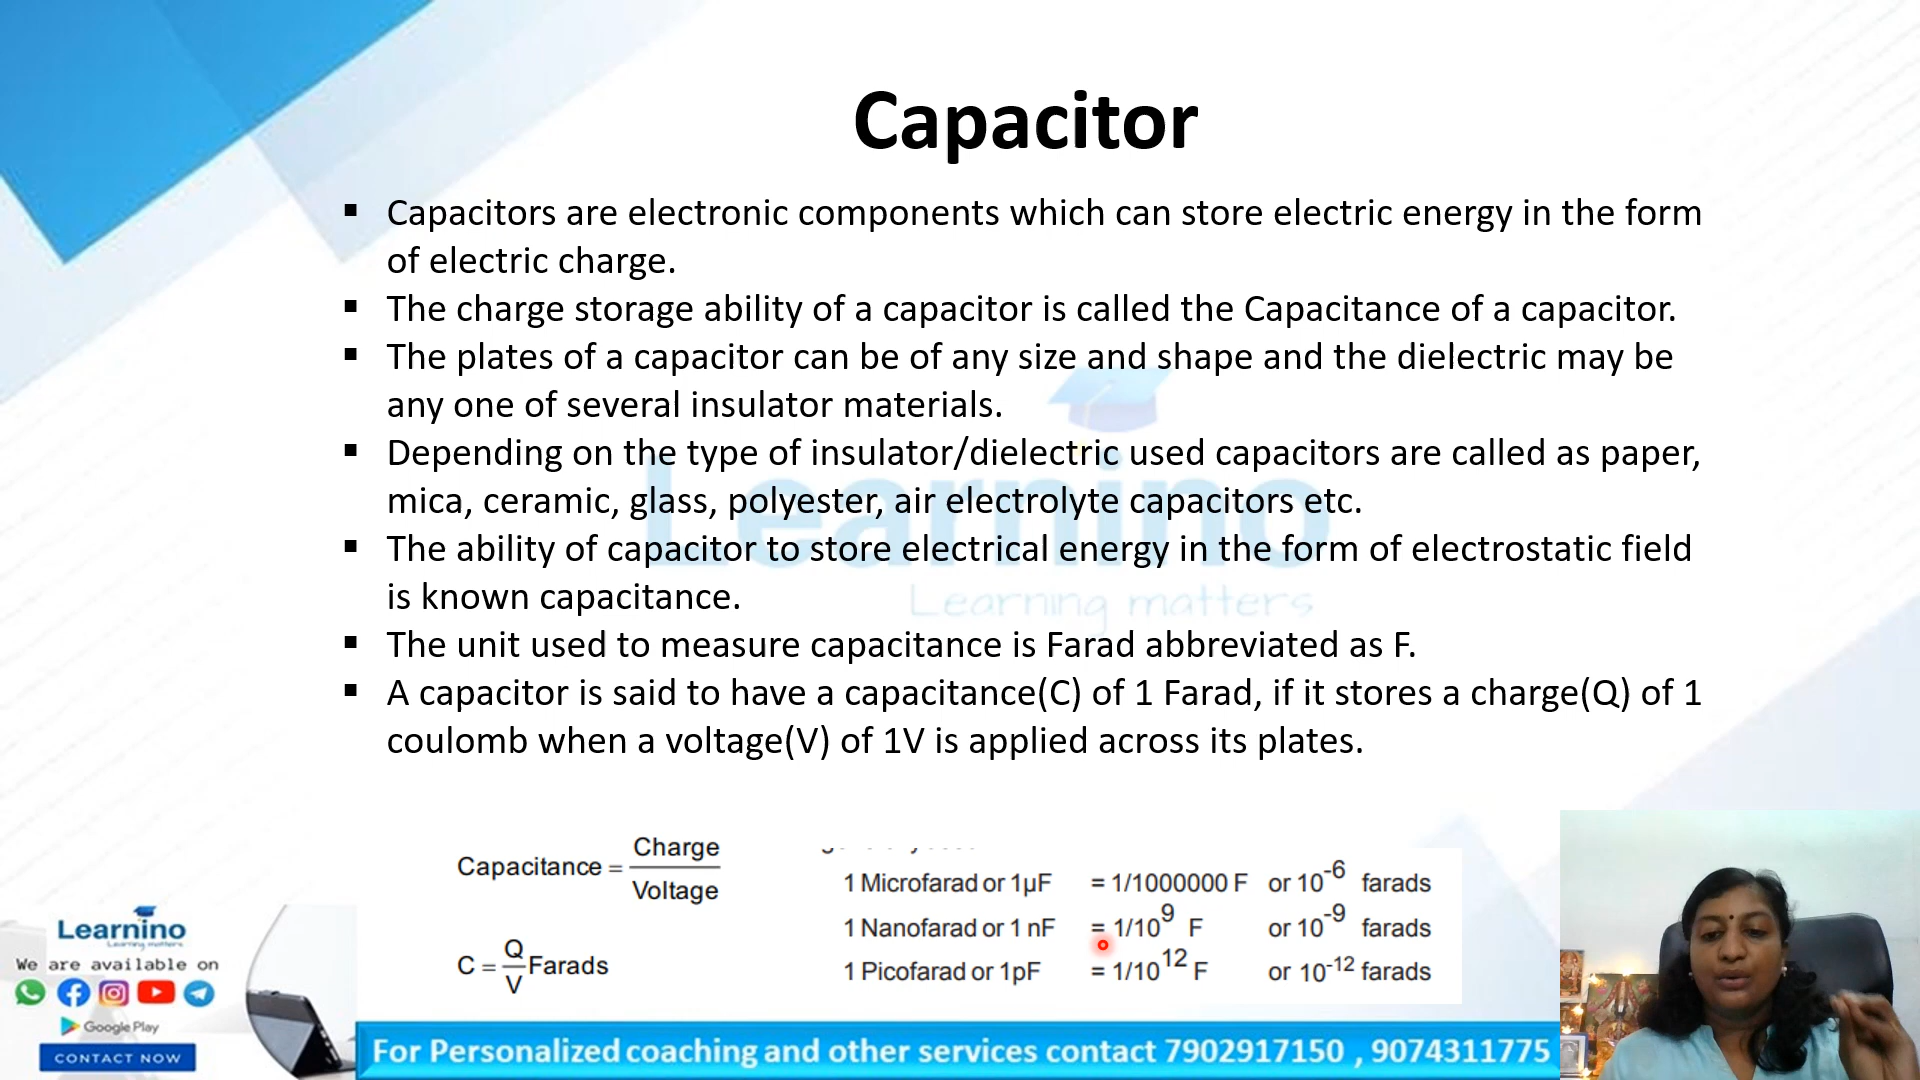 Capacitor
▪ Capacitors are electronic components which can store electric energy in the form
of electric charge.
▪ The charge storage ability of a capacitor is called the Capacitance of a capacitor.
▪ The plates of a capacitor can be of any size and shape and the dielectric may be
any one of several insulator materials.
▪ Depending on the type of insulator/dielectric used capacitors are called as paper,
mica, ceramic, glass, polyester, air electrolyte capacitors etc.
▪ The ability of capacitor to store electrical energy in the form of electrostatic field
is known capacitance.
▪ The unit used to measure capacitance is Farad abbreviated as F.
▪ A capacitor is said to have a capacitance(C) of 1 Farad, if it stores a charge(Q) of 1
coulomb when a voltage(V) of 1V is applied across its plates.
Learnino
Learning matters
Capacitance = Charge / Voltage
C = Q / V Farads
1 Microfarad or 1µF = 1/1000000 F or 10⁻⁶ farads
1 Nanofarad or 1 nF = 1/10⁹ F or 10⁻⁹ farads
1 Picofarad or 1pF = 1/10¹² F or 10⁻¹² farads
Learnino
Learning matters
We are available on
Google Play
CONTACT NOW
For Personalized coaching and other services contact 7902917150 , 9074311775